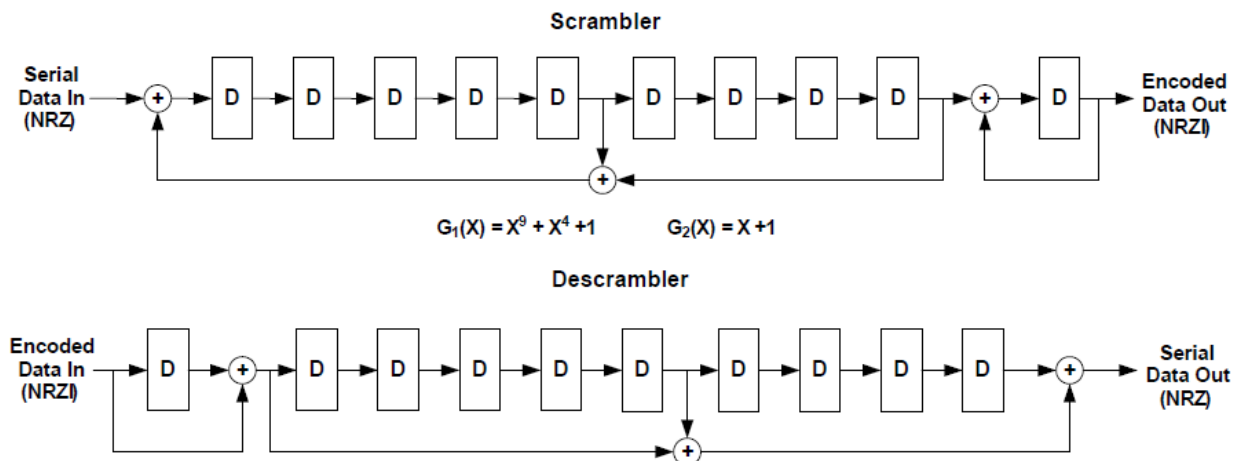 Scrambler
Serial
Data In
(NRZ)
+ D D D D D D D D D + D
Encoded
Data Out
(NRZI)
+
G₁(X) = X⁹ + X⁴ +1 G₂(X) = X +1
Descrambler
Encoded
Data In
(NRZI)
D + D D D D D D D D D +
Serial
Data Out
(NRZ)
+